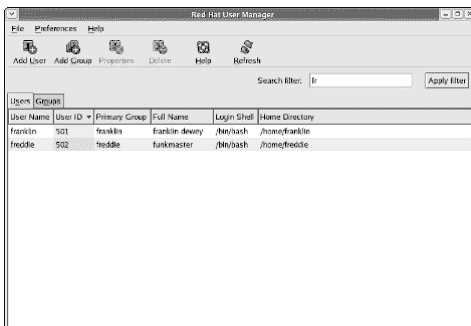 Red Hat User Manager
File Preferences Help
Add User Add Group Properties Delete Help Refresh
Search filter: fr Apply filter
Users Groups
User Name User ID Primary Group Full Name Login Shell Home Directory
franklin 501 franklin franklin dewey /bin/bash /home/franklin
freddie 502 freddie funkmaster /bin/bash /home/freddie